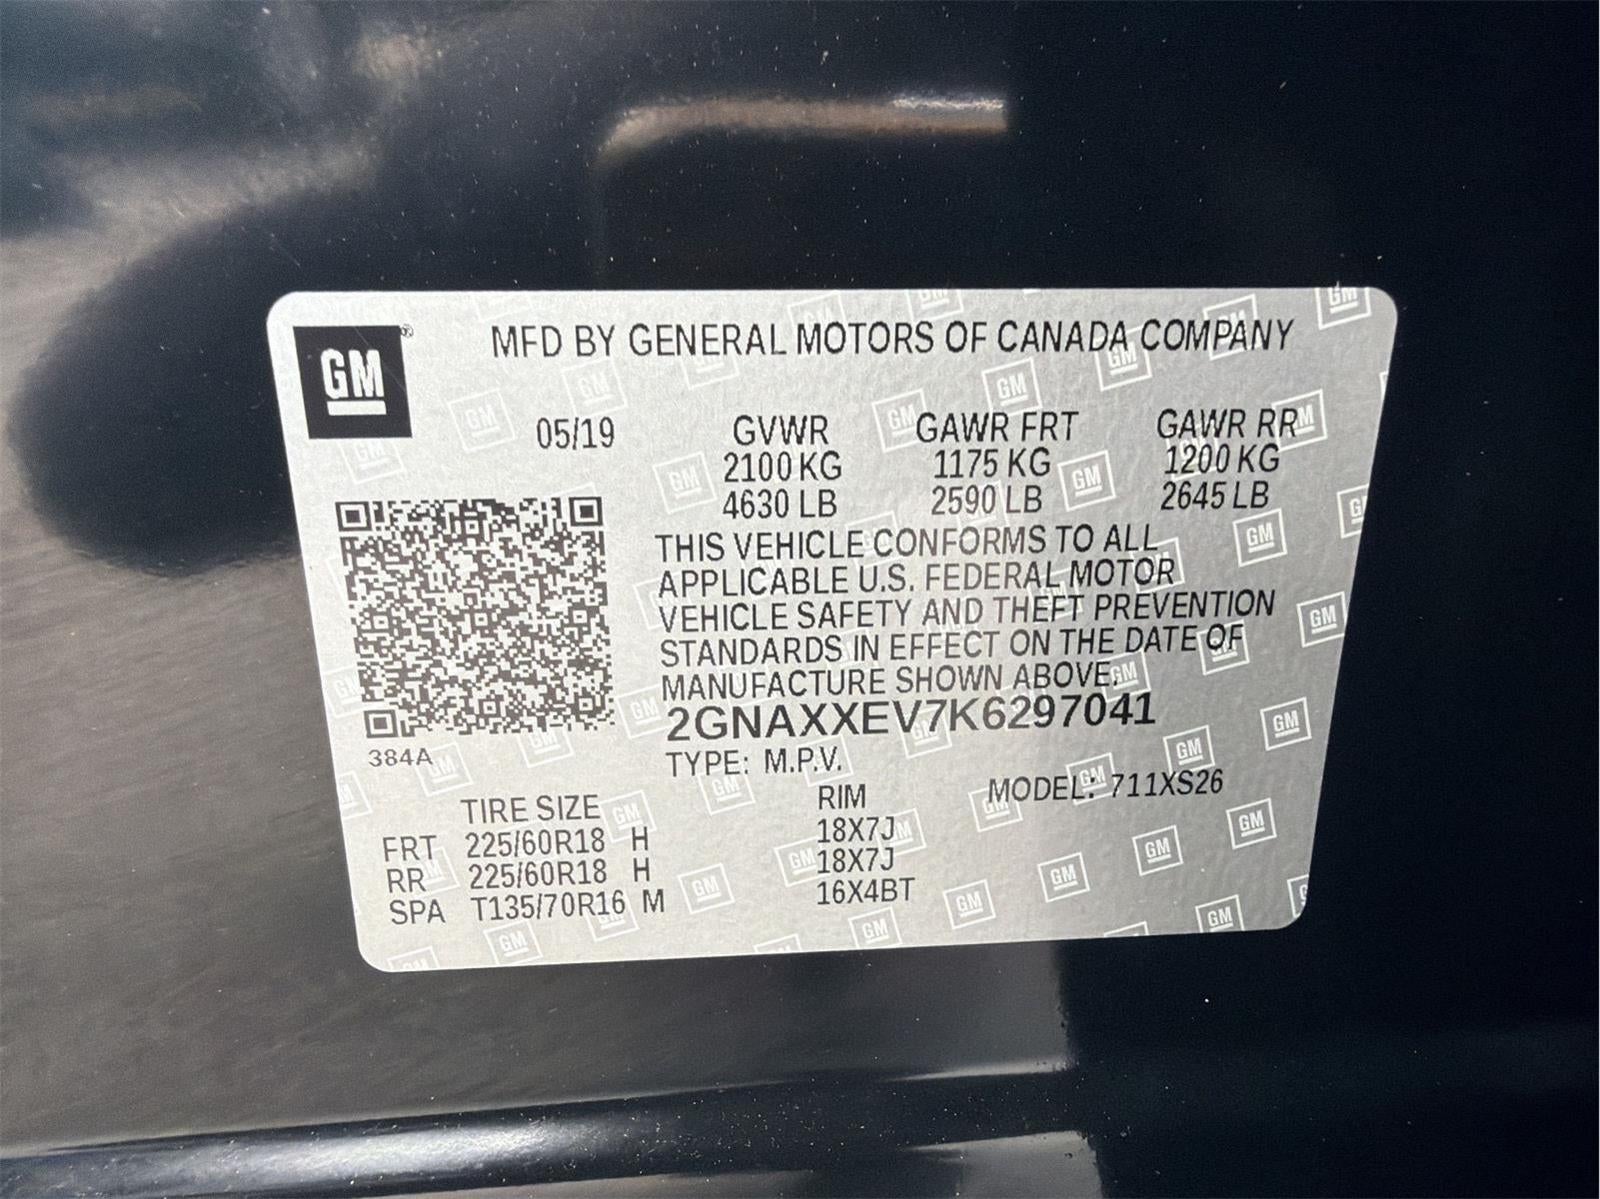 GM
MFD BY GENERAL MOTORS OF CANADA COMPANY
05/19 GVWR GAWR FRT GAWR RR
2100 KG 1175 KG 1200 KG
4630 LB 2590 LB 2645 LB
THIS VEHICLE CONFORMS TO ALL
APPLICABLE U.S. FEDERAL MOTOR
VEHICLE SAFETY AND THEFT PREVENTION
STANDARDS IN EFFECT ON THE DATE OF
MANUFACTURE SHOWN ABOVE.
2GNAXXEV7K6297041
384A
TYPE: M.P.V.
MODEL: 711XS26
TIRE SIZE RIM
FRT 225/60R18 H 18X7J
RR 225/60R18 H 18X7J
SPA T135/70R16 M 16X4BT